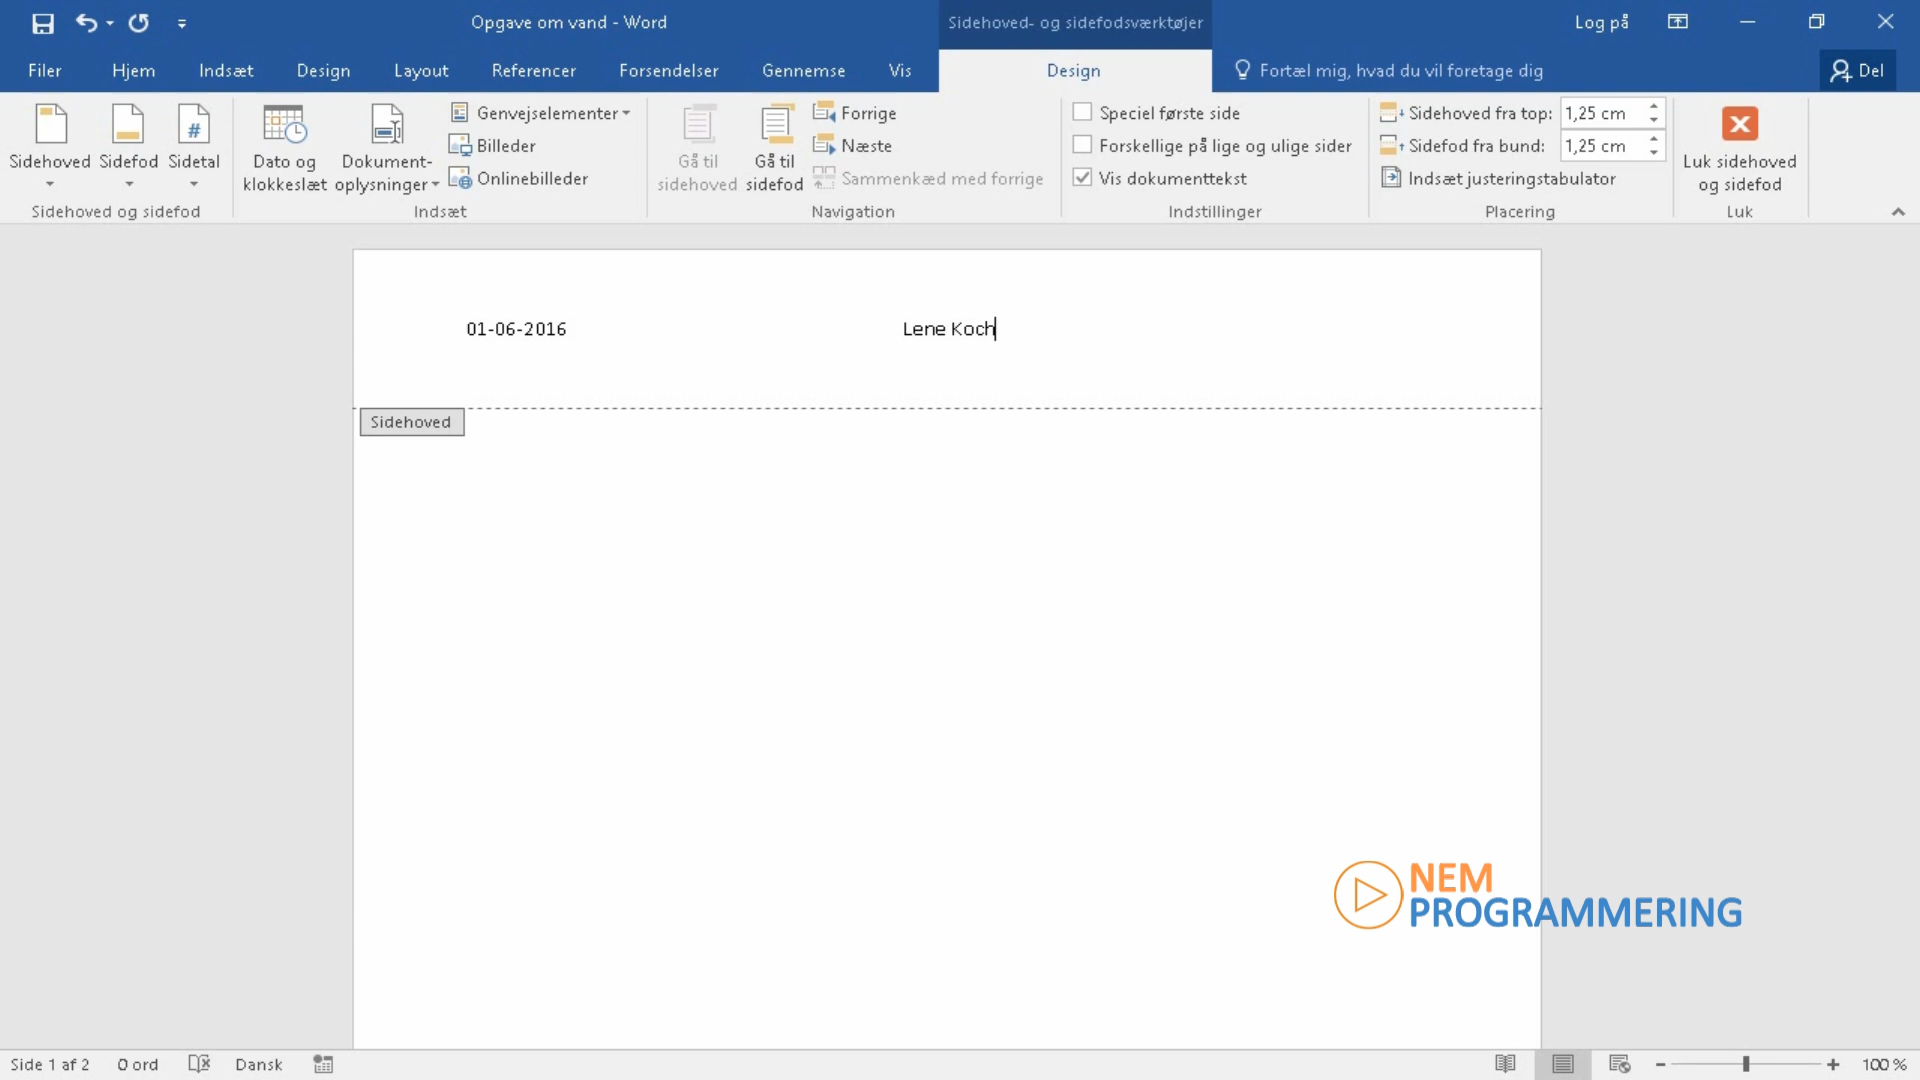 Opgave om vand - Word
Sidehoved- og sidefodsværktøjer
Log på
Filer
Hjem
Indsæt
Design
Layout
Referencer
Forsendelser
Gennemse
Vis
Design
Fortæl mig, hvad du vil foretage dig
Del
Sidehoved
Sidefod
Sidetal
Sidehoved og sidefod
Dato og
klokkeslæt
Dokument-
oplysninger
Genvejselementer
Billeder
Onlinebilleder
Indsæt
Gå til
sidehoved
Gå til
sidefod
Forrige
Næste
Sammenkæd med forrige
Navigation
Speciel første side
Forskellige på lige og ulige sider
Vis dokumenttekst
Indstillinger
Sidehoved fra top: 1,25 cm
Sidefod fra bund: 1,25 cm
Indsæt justeringstabulator
Placering
Luk sidehoved
og sidefod
Luk
01-06-2016 Lene Koch
Sidehoved
NEM
PROGRAMMERING
Side 1 af 2
0 ord
Dansk
100 %